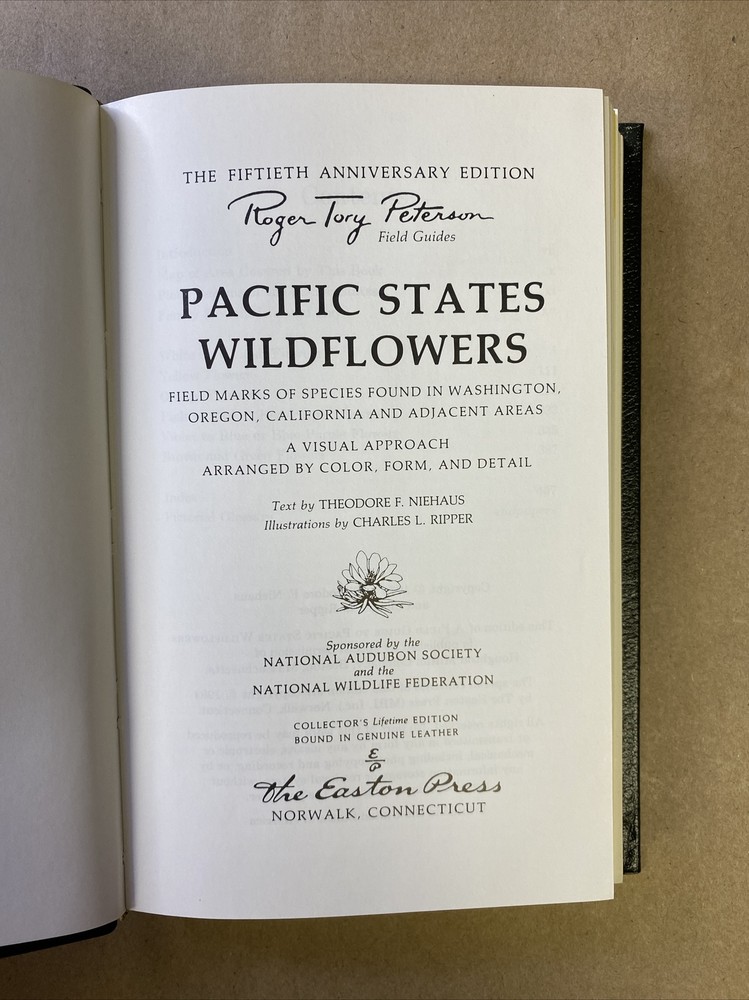 THE FIFTIETH ANNIVERSARY EDITION
Roger Tory Peterson
Field Guides
PACIFIC STATES
WILDFLOWERS
FIELD MARKS OF SPECIES FOUND IN WASHINGTON,
OREGON, CALIFORNIA AND ADJACENT AREAS
A VISUAL APPROACH
ARRANGED BY COLOR, FORM, AND DETAIL
Text by THEODORE F. NIEHAUS
Illustrations by CHARLES L. RIPPER
Sponsored by the
NATIONAL AUDUBON SOCIETY
and the
NATIONAL WILDLIFE FEDERATION
COLLECTOR'S Lifetime EDITION
BOUND IN GENUINE LEATHER
E
P
The Easton Press
NORWALK, CONNECTICUT